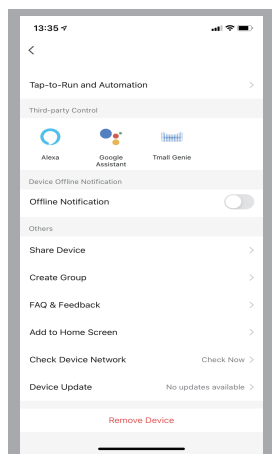 13:35
Tap-to-Run and Automation
Third-party Control
Alexa
Google Assistant
Tmall Genie
Device Offline Notification
Offline Notification
Others
Share Device
Create Group
FAQ & Feedback
Add to Home Screen
Check Device Network Check Now
Device Update No updates available
Remove Device